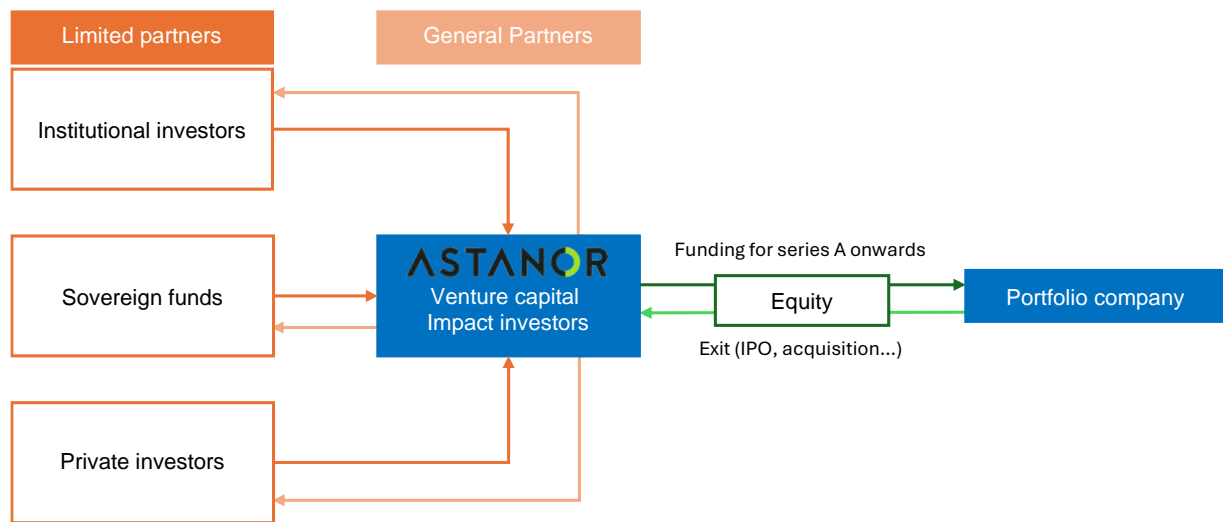 Limited partners
General Partners
Institutional investors
Sovereign funds
Private investors
ASTANOR
Venture capital
Impact investors
Funding for series A onwards
Equity
Exit (IPO, acquisition...)
Portfolio company